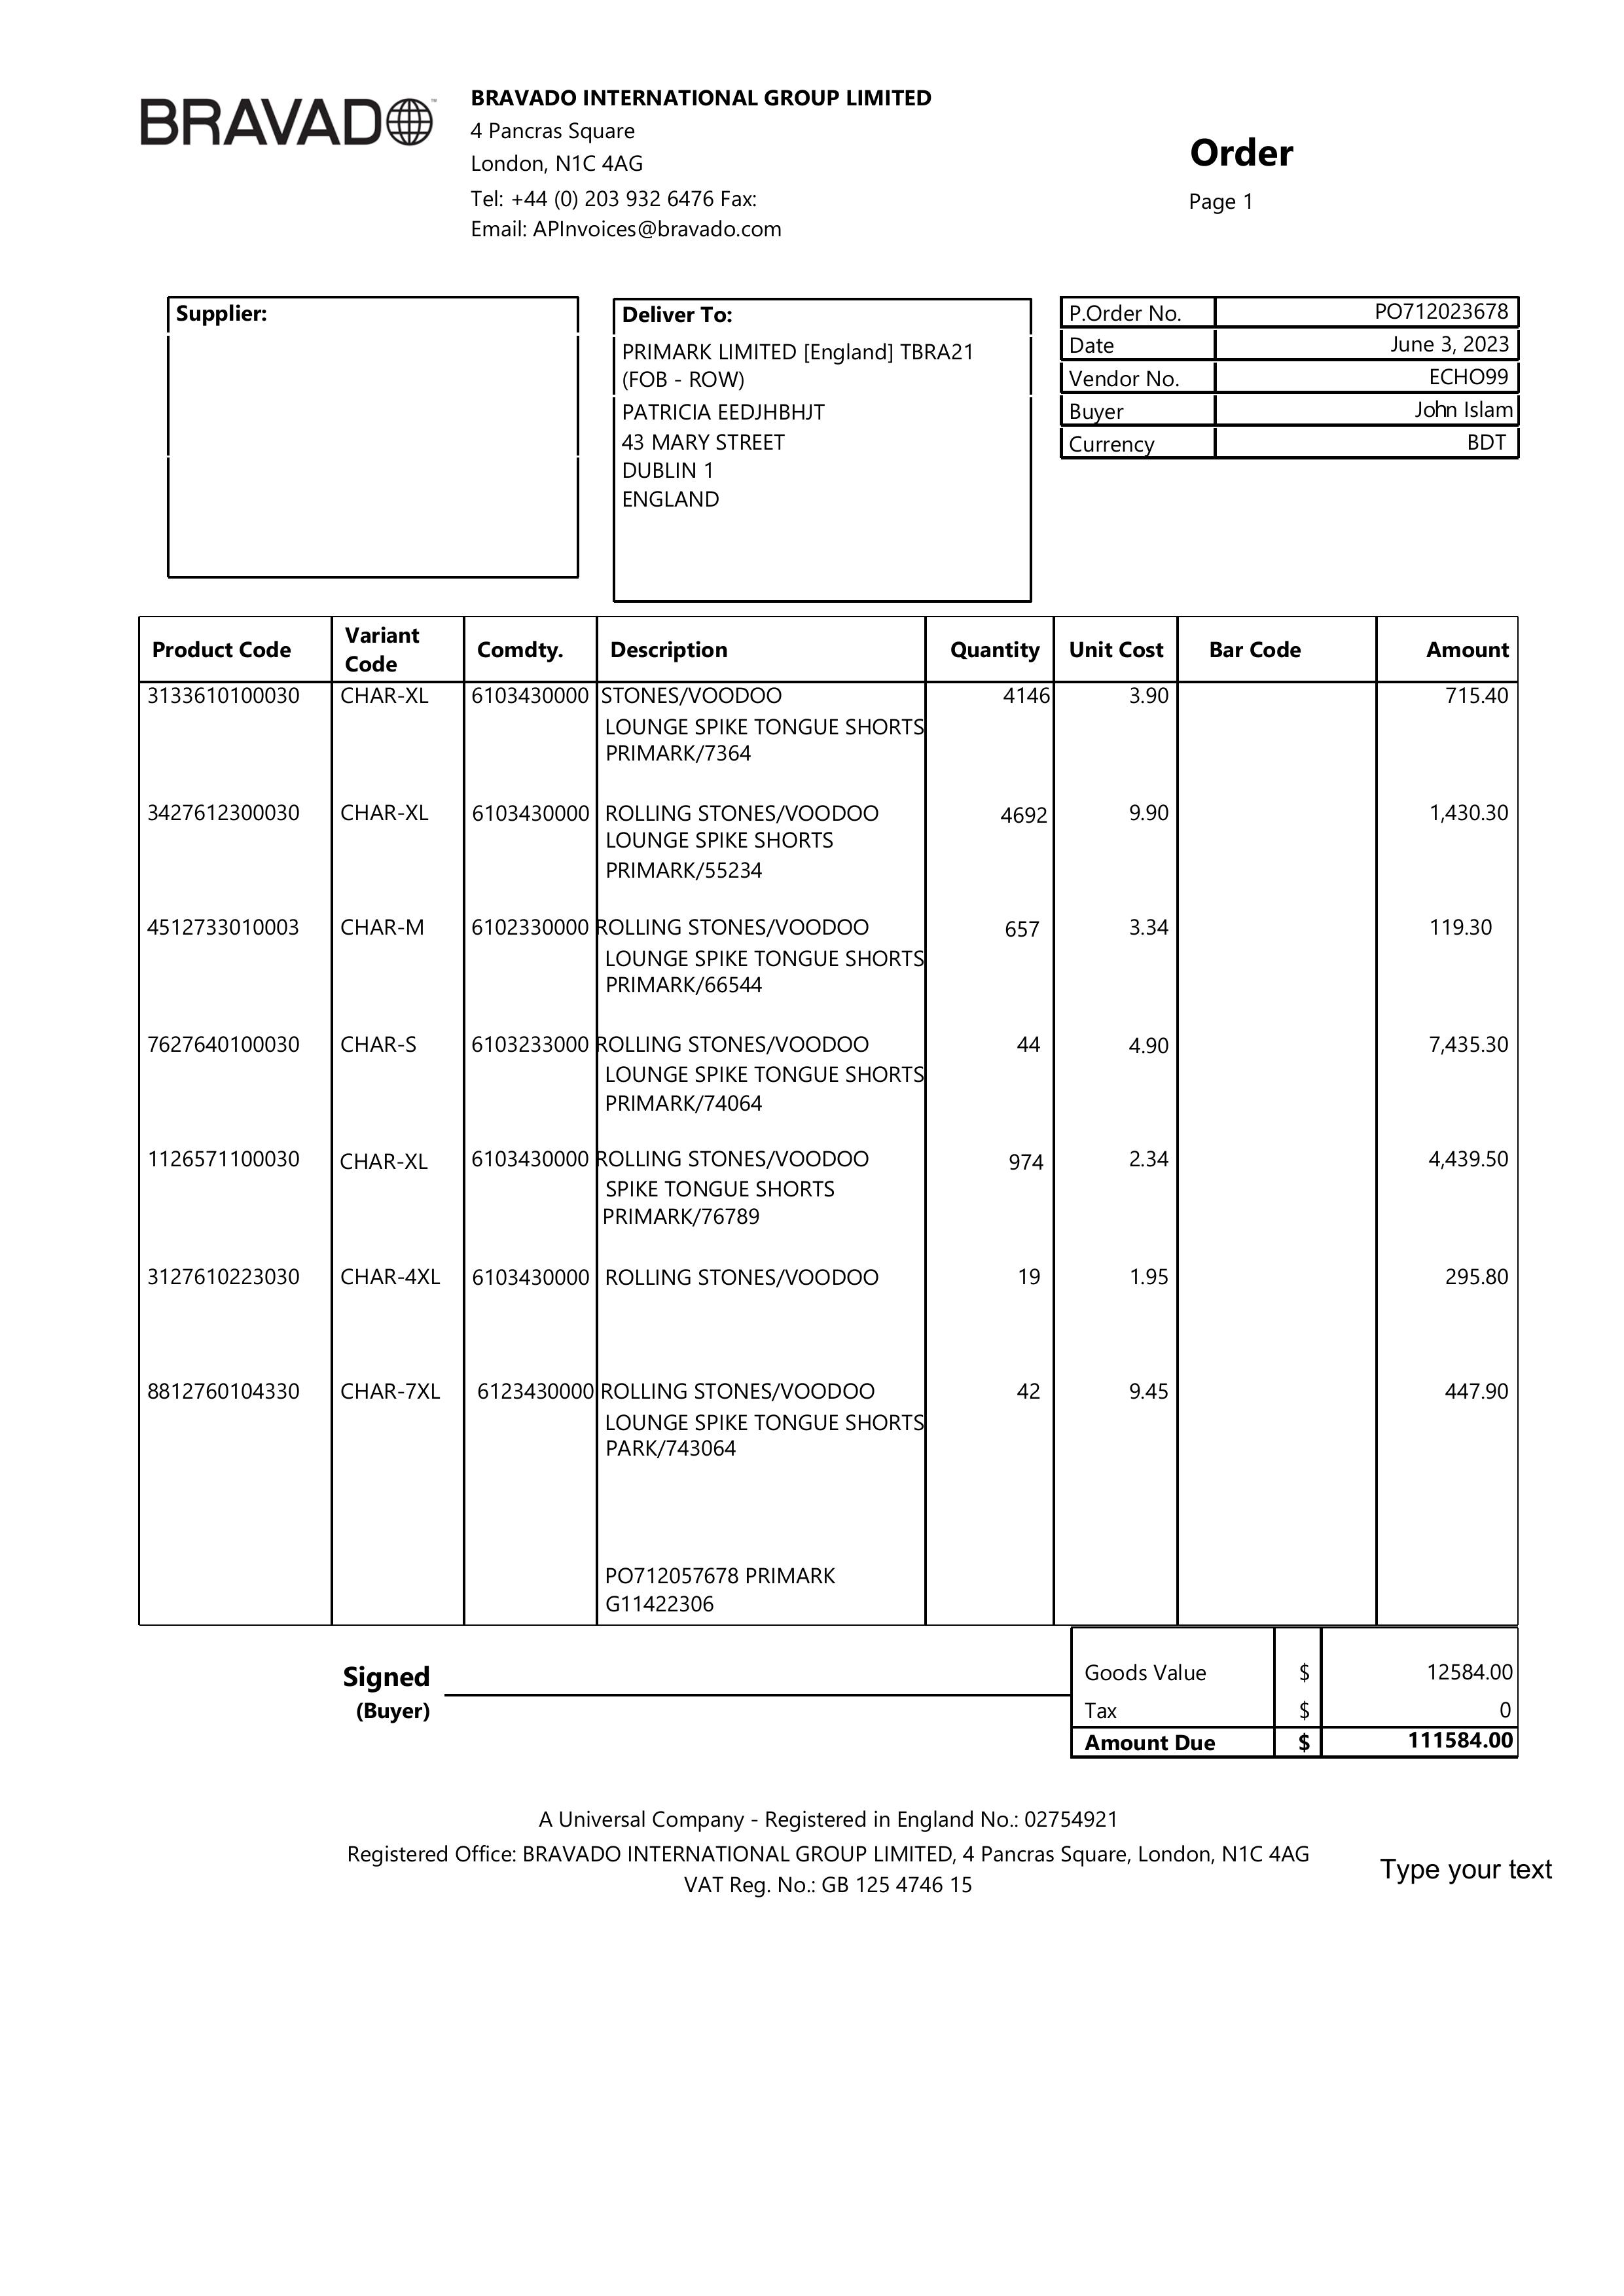 BRAVADO
BRAVADO INTERNATIONAL GROUP LIMITED
4 Pancras Square
London, N1C 4AG
Tel: +44 (0) 203 932 6476 Fax:
Email: APInvoices@bravado.com
Order
Page 1
Supplier:
Deliver To:
PRIMARK LIMITED [England] TBRA21
(FOB - ROW)
PATRICIA EEDJHBHJT
43 MARY STREET
DUBLIN 1
ENGLAND
P.Order No. PO712023678
Date June 3, 2023
Vendor No. ECHO99
Buyer John Islam
Currency BDT
Product Code Variant Code Comdty. Description Quantity Unit Cost Bar Code Amount
3133610100030 CHAR-XL 6103430000 STONES/VOODOO 4146 3.90 715.40
LOUNGE SPIKE TONGUE SHORTS
PRIMARK/7364
3427612300030 CHAR-XL 6103430000 ROLLING STONES/VOODOO 4692 9.90 1,430.30
LOUNGE SPIKE SHORTS
PRIMARK/55234
4512733010003 CHAR-M 6102330000 ROLLING STONES/VOODOO 657 3.34 119.30
LOUNGE SPIKE TONGUE SHORTS
PRIMARK/66544
7627640100030 CHAR-S 6103233000 ROLLING STONES/VOODOO 44 4.90 7,435.30
LOUNGE SPIKE TONGUE SHORTS
PRIMARK/74064
1126571100030 CHAR-XL 6103430000 ROLLING STONES/VOODOO 974 2.34 4,439.50
SPIKE TONGUE SHORTS
PRIMARK/76789
3127610223030 CHAR-4XL 6103430000 ROLLING STONES/VOODOO 19 1.95 295.80
8812760104330 CHAR-7XL 6123430000 ROLLING STONES/VOODOO 42 9.45 447.90
LOUNGE SPIKE TONGUE SHORTS
PARK/743064
PO712057678 PRIMARK
G11422306
Signed
(Buyer)
Goods Value $ 12584.00
Tax $ 0
Amount Due $ 111584.00
A Universal Company - Registered in England No.: 02754921
Registered Office: BRAVADO INTERNATIONAL GROUP LIMITED, 4 Pancras Square, London, N1C 4AG
VAT Reg. No.: GB 125 4746 15
Type your text